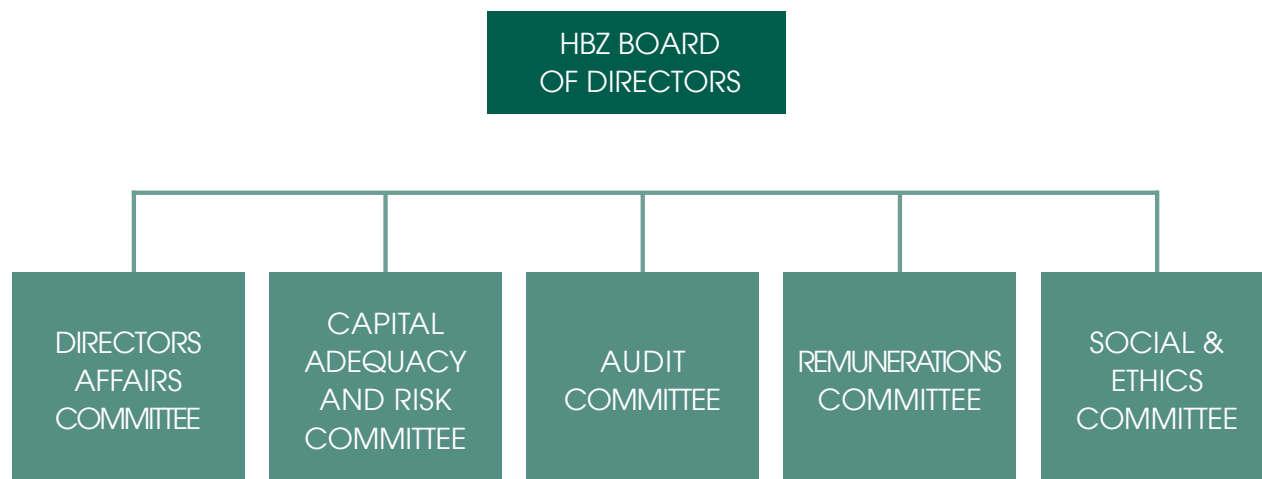 HBZ BOARD
OF DIRECTORS
DIRECTORS
AFFAIRS
COMMITTEE
CAPITAL
ADEQUACY
AND RISK
COMMITTEE
AUDIT
COMMITTEE
REMUNERATIONS
COMMITTEE
SOCIAL &
ETHICS
COMMITTEE